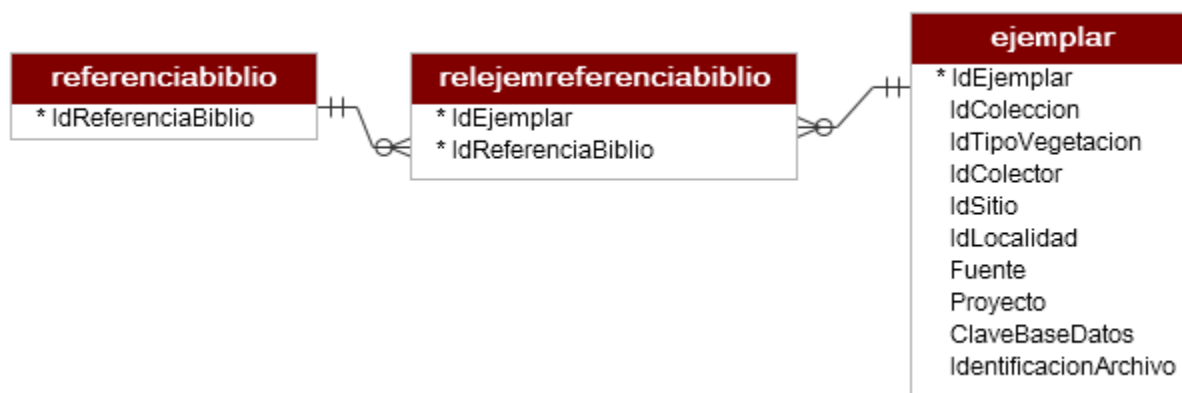 referenciabiblio
* IdReferenciaBiblio
relejemreferenciabiblio
* IdEjemplar
* IdReferenciaBiblio
ejemplar
* IdEjemplar
IdColeccion
IdTipoVegetacion
IdColector
IdSitio
IdLocalidad
Fuente
Proyecto
ClaveBaseDatos
IdentificacionArchivo